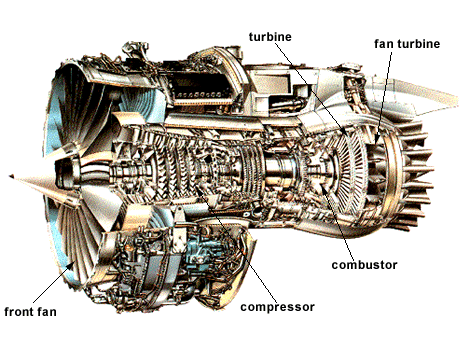 turbine
fan turbine
combustor
compressor
front fan